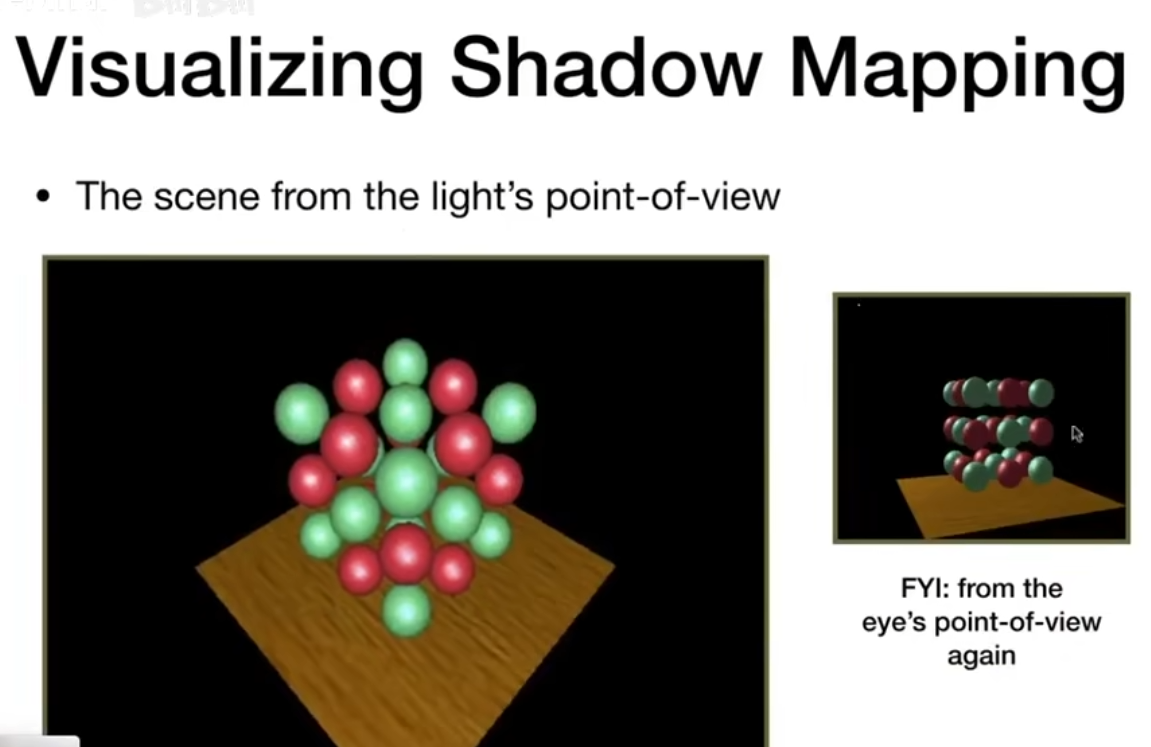 Visualizing Shadow Mapping
• The scene from the light's point-of-view
FYI: from the
eye's point-of-view
again